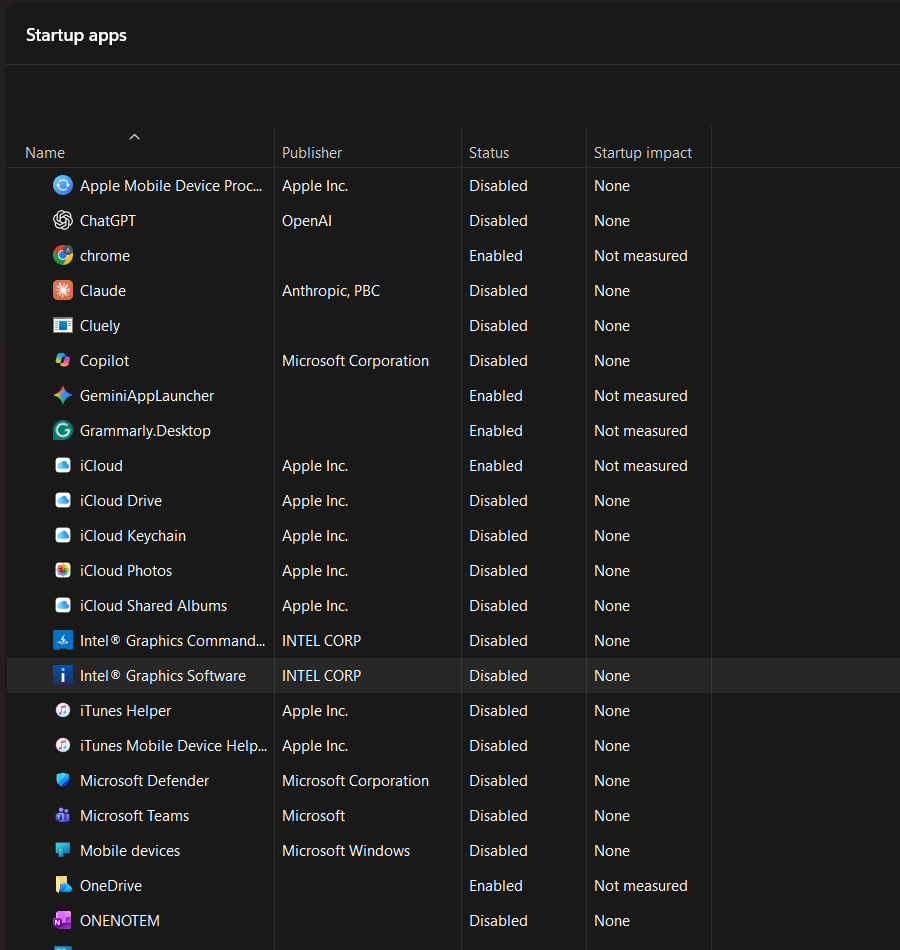 Startup apps
Name Publisher Status Startup impact
Apple Mobile Device Proc... Apple Inc. Disabled None
ChatGPT OpenAI Disabled None
chrome Enabled Not measured
Claude Anthropic, PBC Disabled None
Cluely Disabled None
Copilot Microsoft Corporation Disabled None
GeminiAppLauncher Enabled Not measured
Grammarly.Desktop Enabled Not measured
iCloud Apple Inc. Enabled Not measured
iCloud Drive Apple Inc. Disabled None
iCloud Keychain Apple Inc. Disabled None
iCloud Photos Apple Inc. Disabled None
iCloud Shared Albums Apple Inc. Disabled None
Intel® Graphics Command... INTEL CORP Disabled None
Intel® Graphics Software INTEL CORP Disabled None
iTunes Helper Apple Inc. Disabled None
iTunes Mobile Device Help... Apple Inc. Disabled None
Microsoft Defender Microsoft Corporation Disabled None
Microsoft Teams Microsoft Disabled None
Mobile devices Microsoft Windows Disabled None
OneDrive Enabled Not measured
ONENOTEM Disabled None